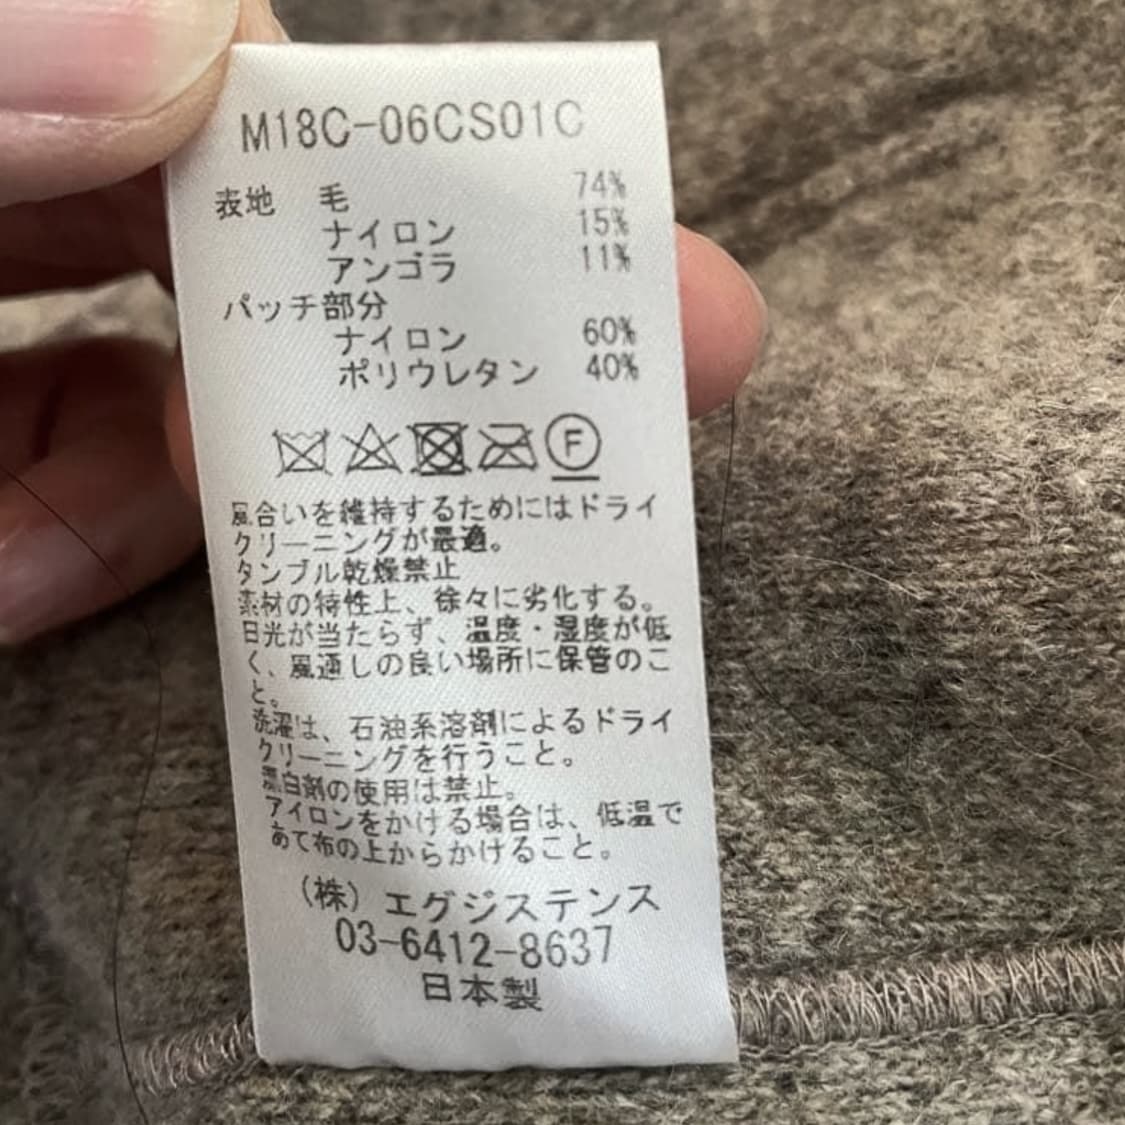 M18C-06CS01C
表地 毛 74%
ナイロン 15%
アンゴラ 11%
パッチ部分
ナイロン 60%
ポリウレタン 40%
F
風合いを維持するためにはドライ
クリーニングが最適。
タンブル乾燥禁止
素材の特性上、徐々に劣化する。
日光が当たらず、温度・湿度が低
く、風通しの良い場所に保管のこ
と。
洗濯は、石油系溶剤によるドライ
クリーニングを行うこと。
漂白剤の使用は禁止。
アイロンをかける場合は、低温で
あて布の上からかけること。
(株) エグジステンス
03-6412-8637
日本製